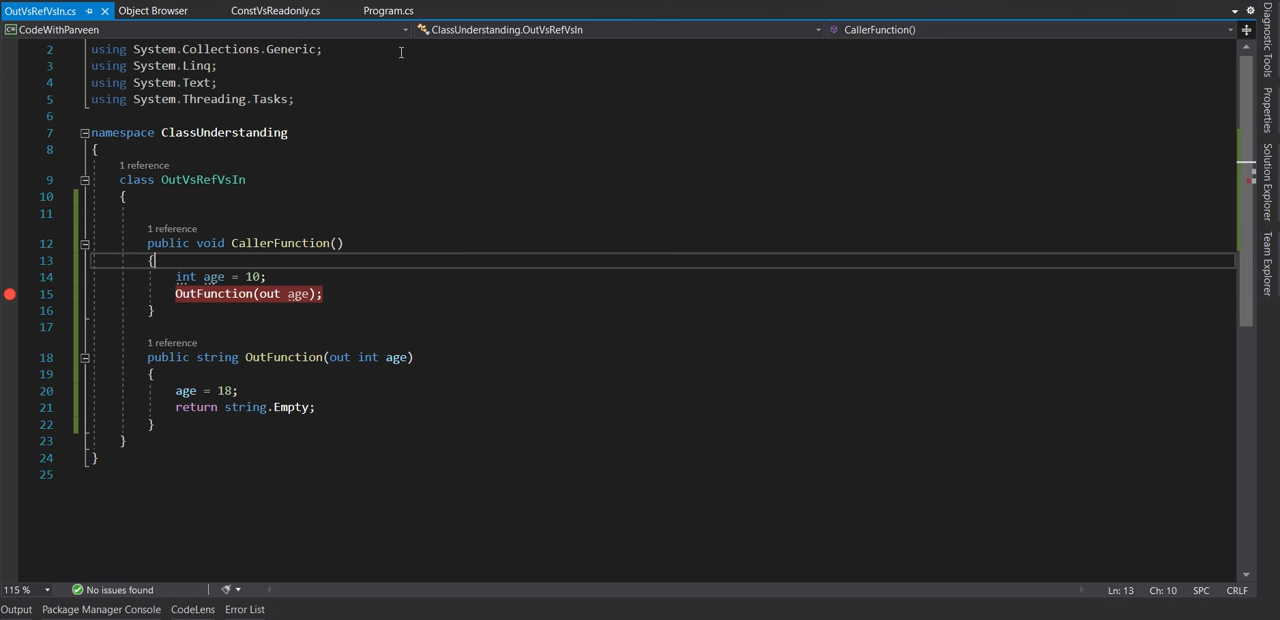 OutVsRefVsIn.cs Object Browser ConstVsReadonly.cs Program.cs
CodeWithParveen ClassUnderstanding.OutVsRefVsIn CallerFunction()
2 using System.Collections.Generic;
3 using System.Linq;
4 using System.Text;
5 using System.Threading.Tasks;
6
7 namespace ClassUnderstanding
8 {
1 reference
9 class OutVsRefVsIn
10 {
11
1 reference
12 public void CallerFunction()
13 {
14 int age = 10;
15 OutFunction(out age);
16 }
17
1 reference
18 public string OutFunction(out int age)
19 {
20 age = 18;
21 return string.Empty;
22 }
23 }
24 }
25
115 % No issues found Ln: 13 Ch: 10 SPC CRLF
Output Package Manager Console CodeLens Error List
Diagnostic Tools
Properties
Solution Explorer
Team Explorer